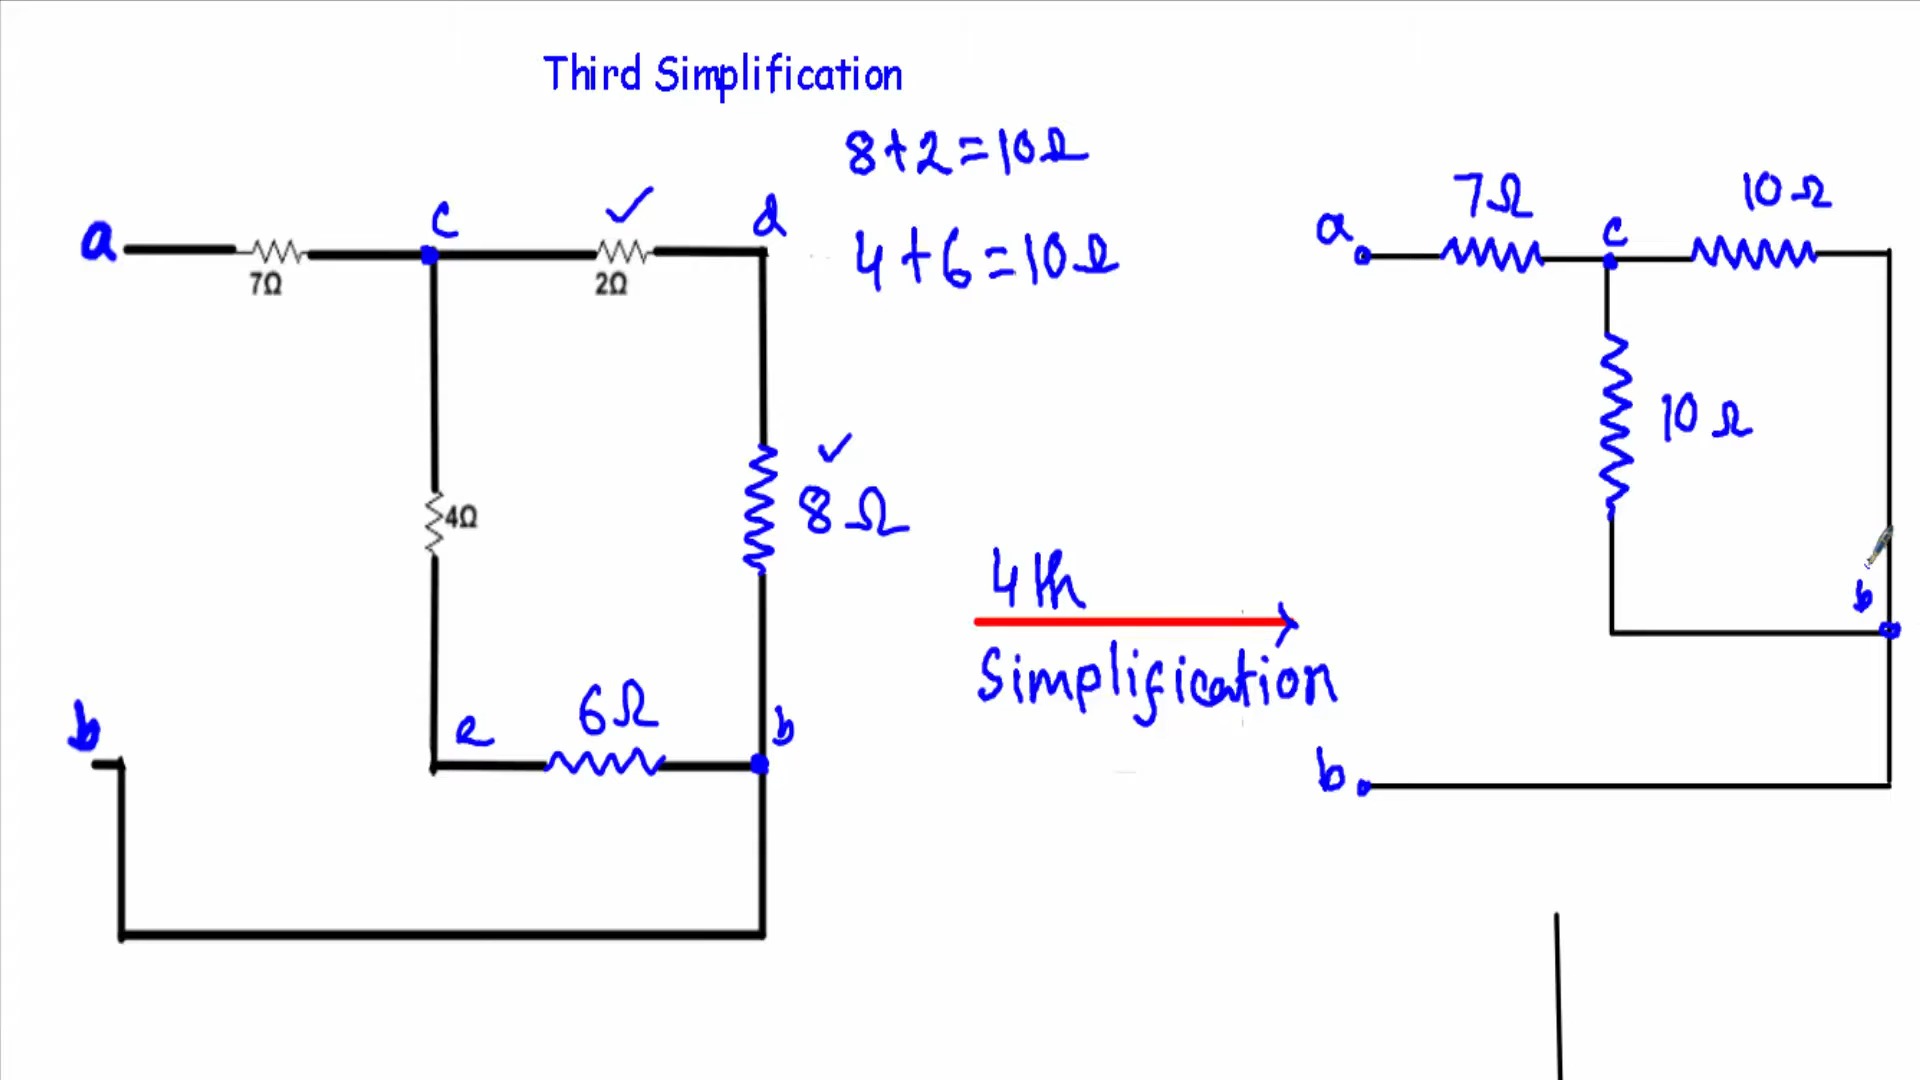 Third Simplification
8+2=10Ω
4+6=10Ω
a
7Ω
c
2Ω
d
4Ω
8Ω
e
6Ω
b
b
4th
Simplification
a
7Ω
c
10Ω
10Ω
b
b